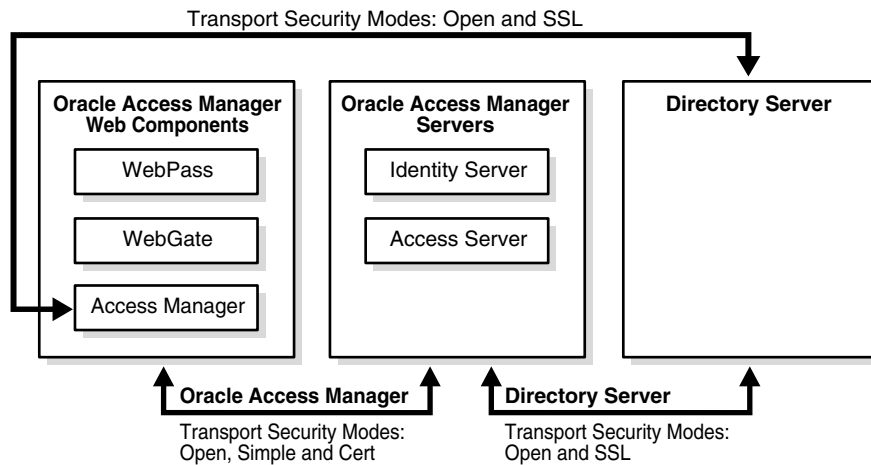 Transport Security Modes: Open and SSL
Oracle Access Manager
Web Components
WebPass
WebGate
Access Manager
Oracle Access Manager
Servers
Identity Server
Access Server
Directory Server
Oracle Access Manager
Transport Security Modes:
Open, Simple and Cert
Directory Server
Transport Security Modes:
Open and SSL